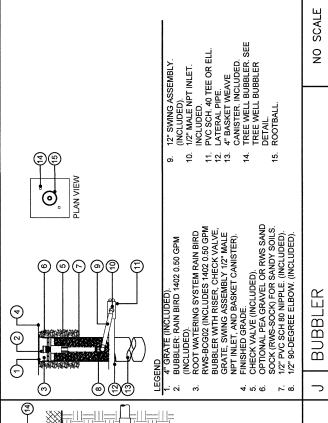 14
1
2
4
3
6
5
7
9
10
11
8
12
13
14
15
PLAN VIEW
LEGEND
1. 4" GRATE (INCLUDED).
2. BUBBLER: RAIN BIRD 1402 0.50 GPM
(INCLUDED).
3. ROOT WATERING SYSTEM RAIN BIRD
RWS-BCG02 (INCLUDES 1402 0.50 GPM
BUBBLER WITH RISER, CHECK VALVE,
GRATE, SWING ASSEMBLY 1/2" MALE
NPT INLET, AND BASKET CANISTER).
4. FINISHED GRADE.
5. CHECK VALVE (INCLUDED).
6. OPTIONAL PEA GRAVEL OR RWS SAND
SOCK (RWS-SOCK) FOR SANDY SOILS.
7. 12" PVC SCH 80 NIPPLE. (INCLUDED).
8. 1/2" 90-DEGREE ELBOW. (INCLUDED).
9. 12" SWING ASSEMBLY.
(INCLUDED).
10. 1/2" MALE NPT INLET.
INCLUDED.
11. PVC SCH. 40 TEE OR ELL.
12. LATERAL PIPE.
13. 4" BASKET WEAVE
CANISTER. INCLUDED.
14. TREE WELL BUBBLER. SEE
TREE WELL BUBBLER
DETAIL.
15. ROOTBALL.
J BUBBLER
NO SCALE